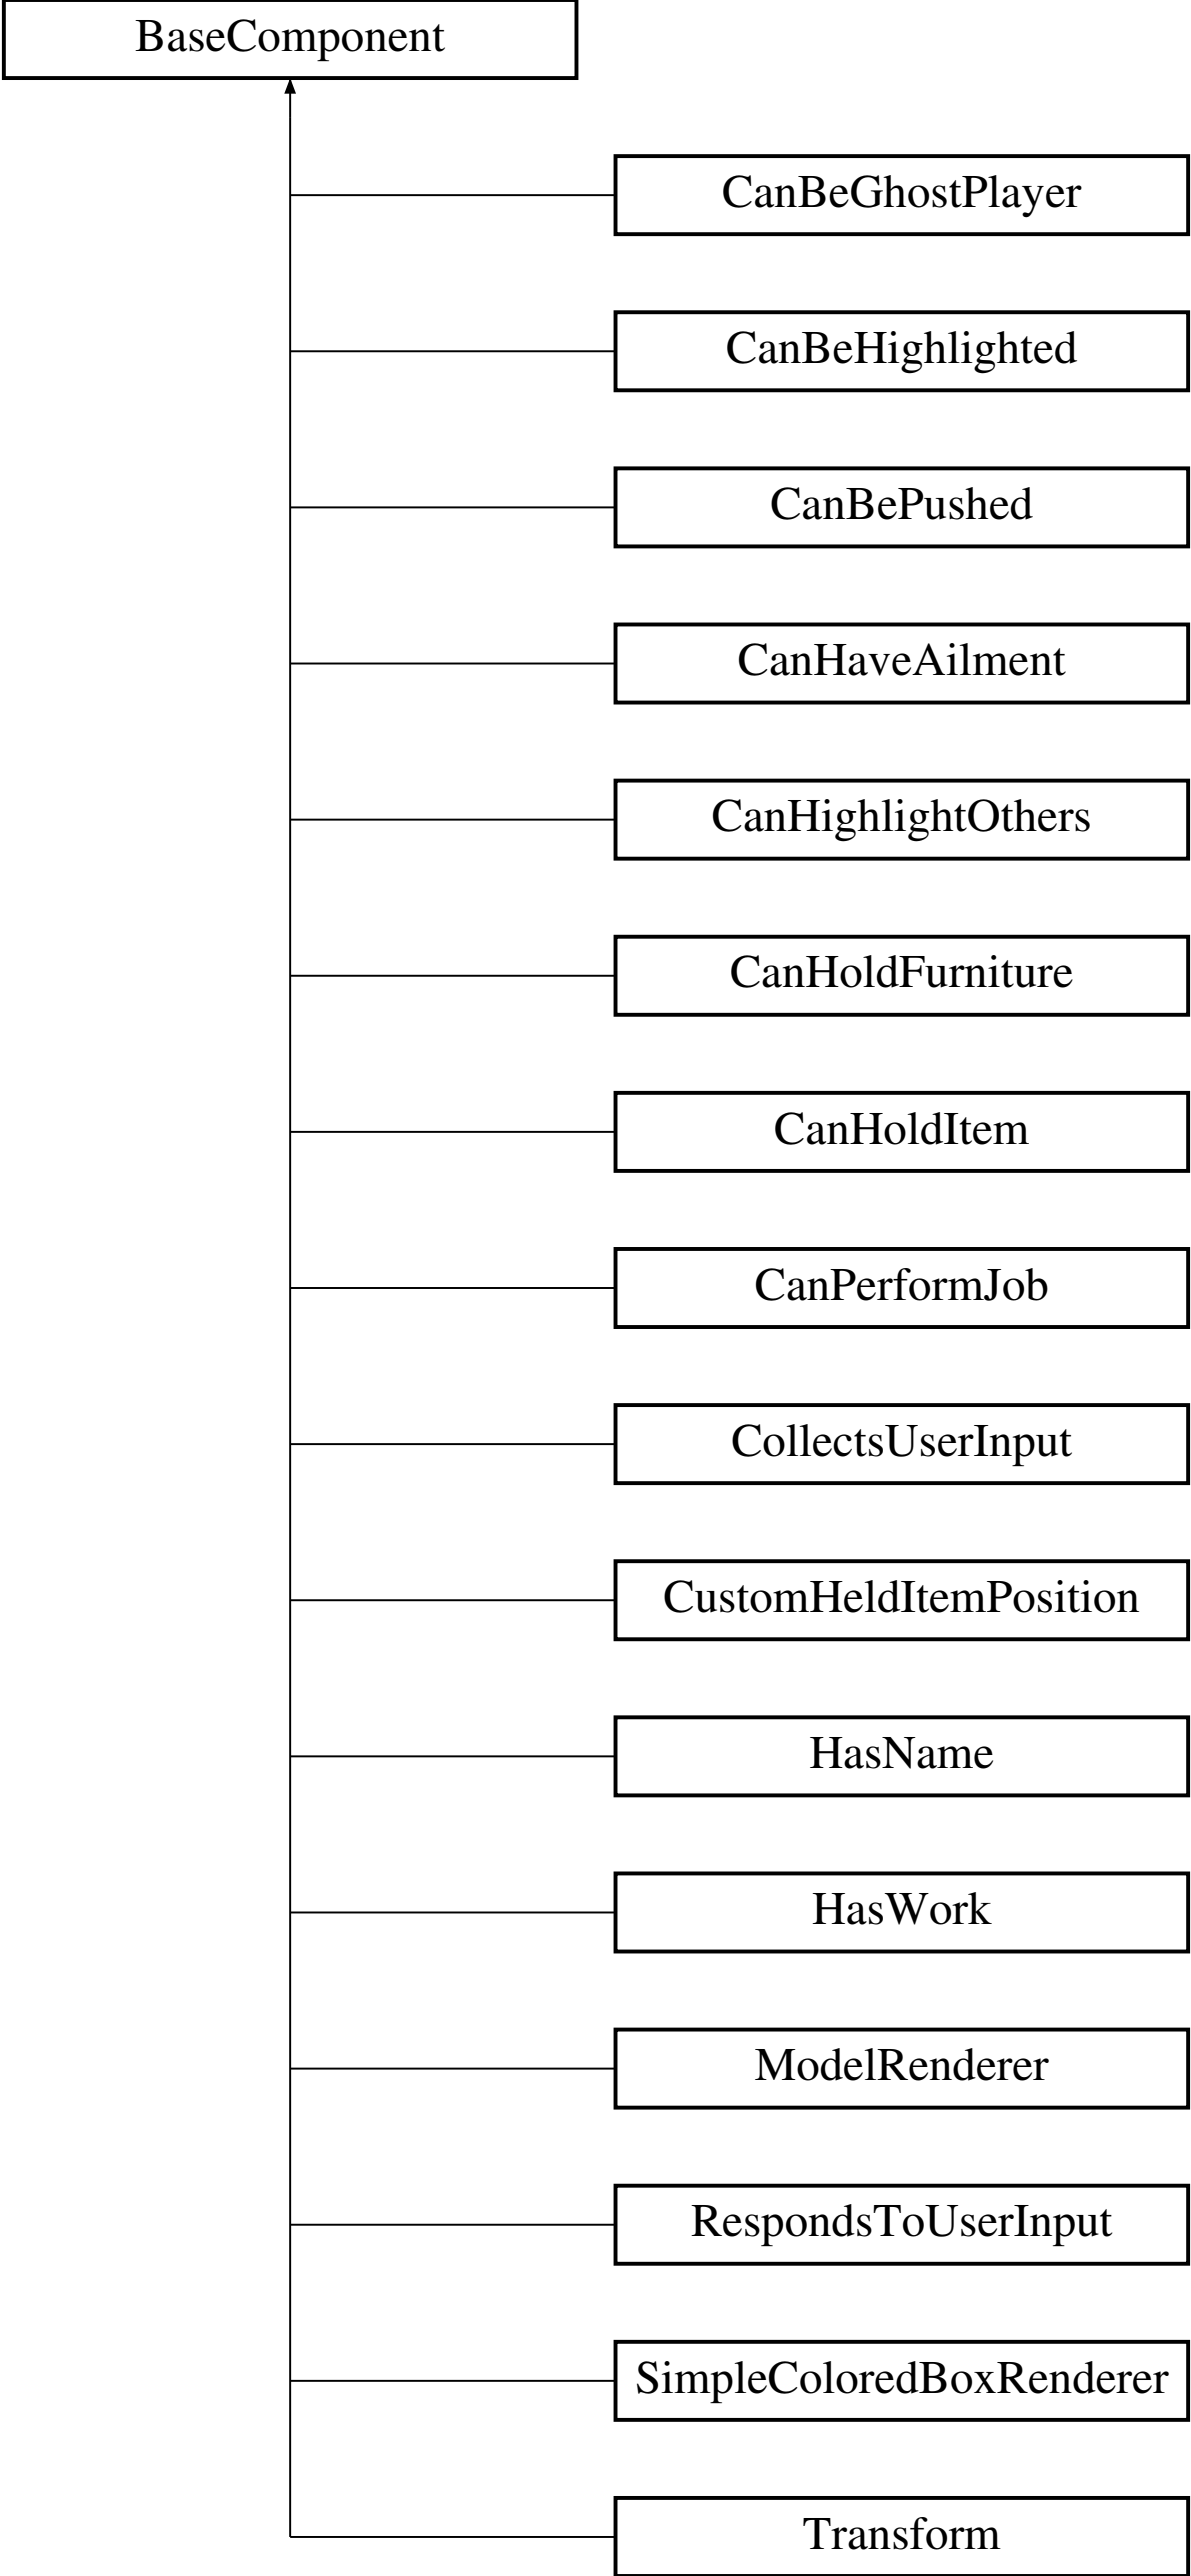 BaseComponent
CanBeGhostPlayer
CanBeHighlighted
CanBePushed
CanHaveAilment
CanHighlightOthers
CanHoldFurniture
CanHoldItem
CanPerformJob
CollectsUserInput
CustomHeldItemPosition
HasName
HasWork
ModelRenderer
RespondsToUserInput
SimpleColoredBoxRenderer
Transform